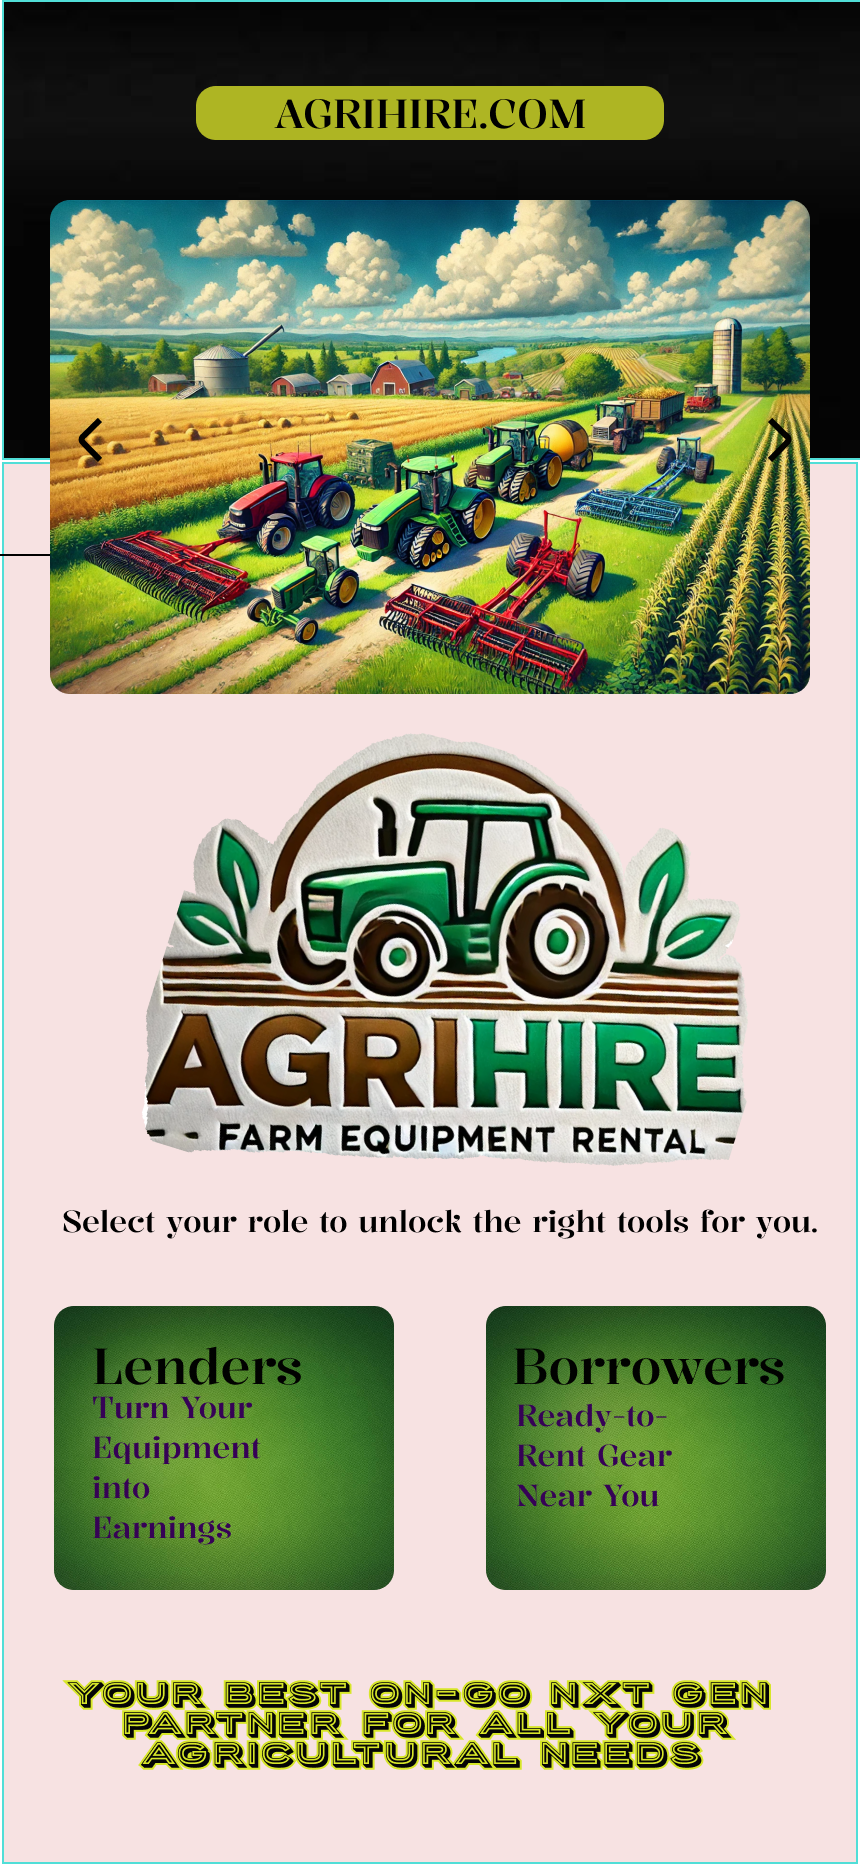 AGRIHIRE.COM
AGRIHIRE
FARM EQUIPMENT RENTAL
Select your role to unlock the right tools for you.
Lenders
Turn Your
Equipment
into
Earnings
Borrowers
Ready-to-
Rent Gear
Near You
YOUR BEST ON-GO NXT GEN
PARTNER FOR ALL YOUR
AGRICULTURAL NEEDS